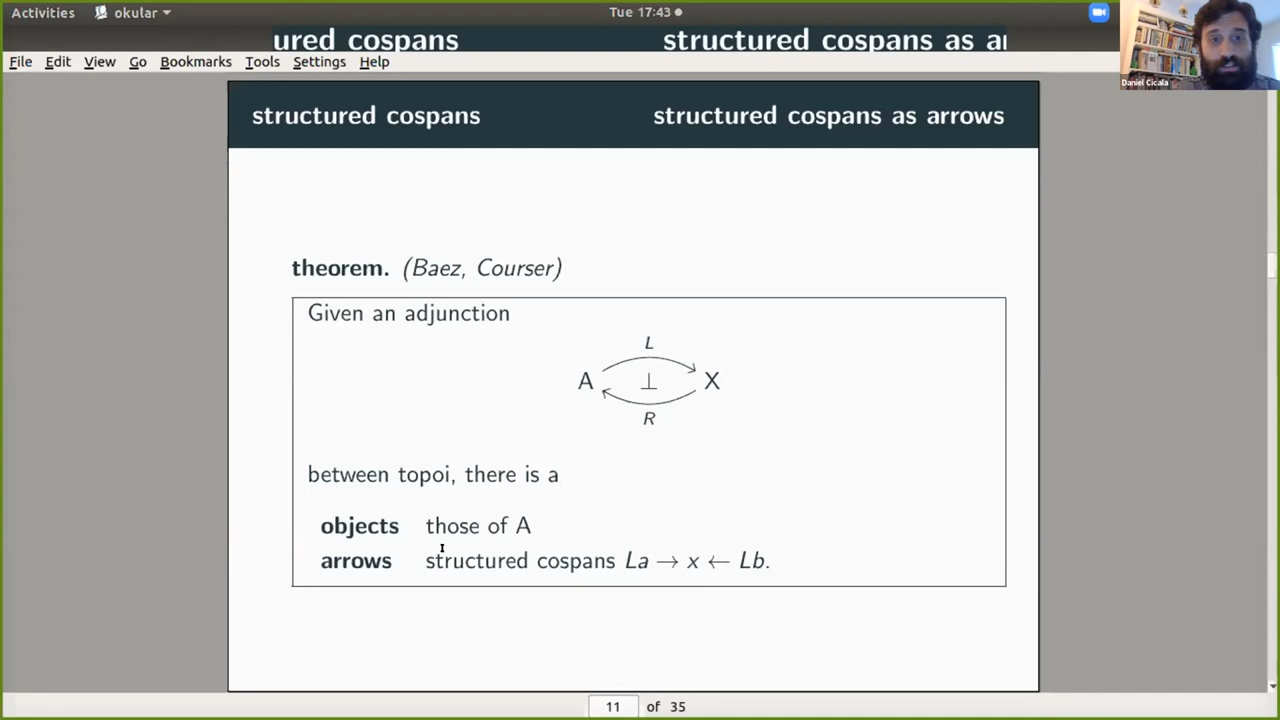 Activities okular Tue 17:43
ured cospans structured cospans as ar
File Edit View Go Bookmarks Tools Settings Help
Daniel Cicala
structured cospans structured cospans as arrows
theorem. (Baez, Courser)
Given an adjunction
L
A ⊥ X
R
between topoi, there is a
objects those of A
arrows structured cospans La → x ← Lb.
11 of 35